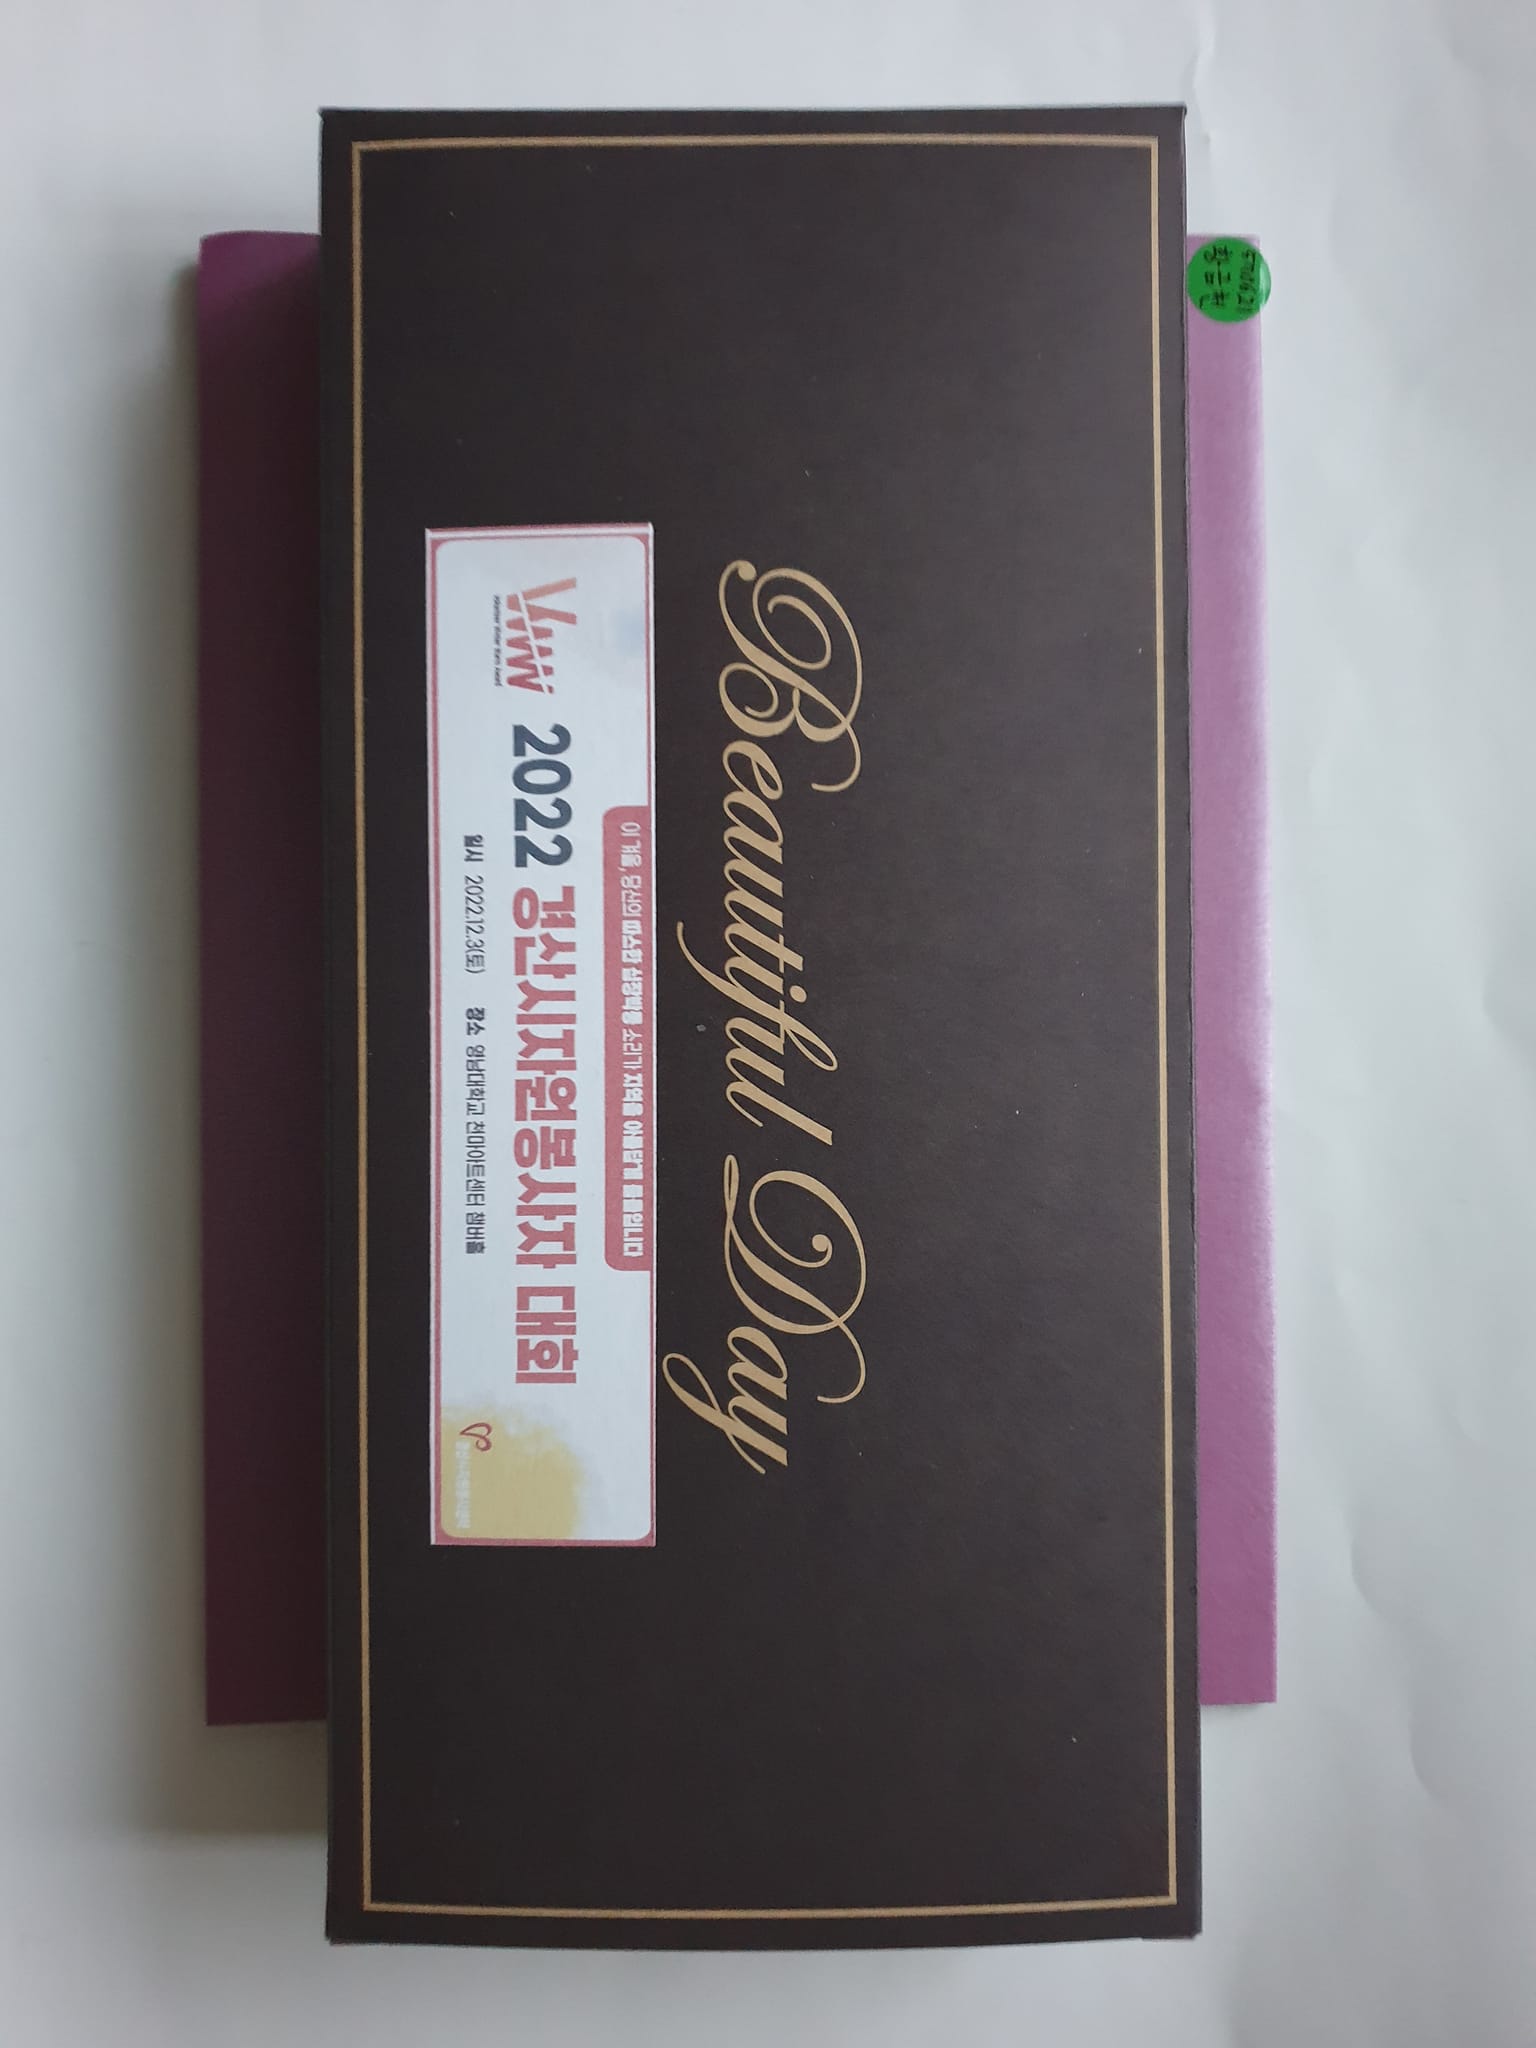 Beautiful Day
이 겨울, 당신의 따스한 심장박동 소리가 지역을 아름답게 물들입니다
2022 경산시자원봉사자 대회
일시 2022.12.3(토) 장소 영남대학교 천마아트센터 챔버홀